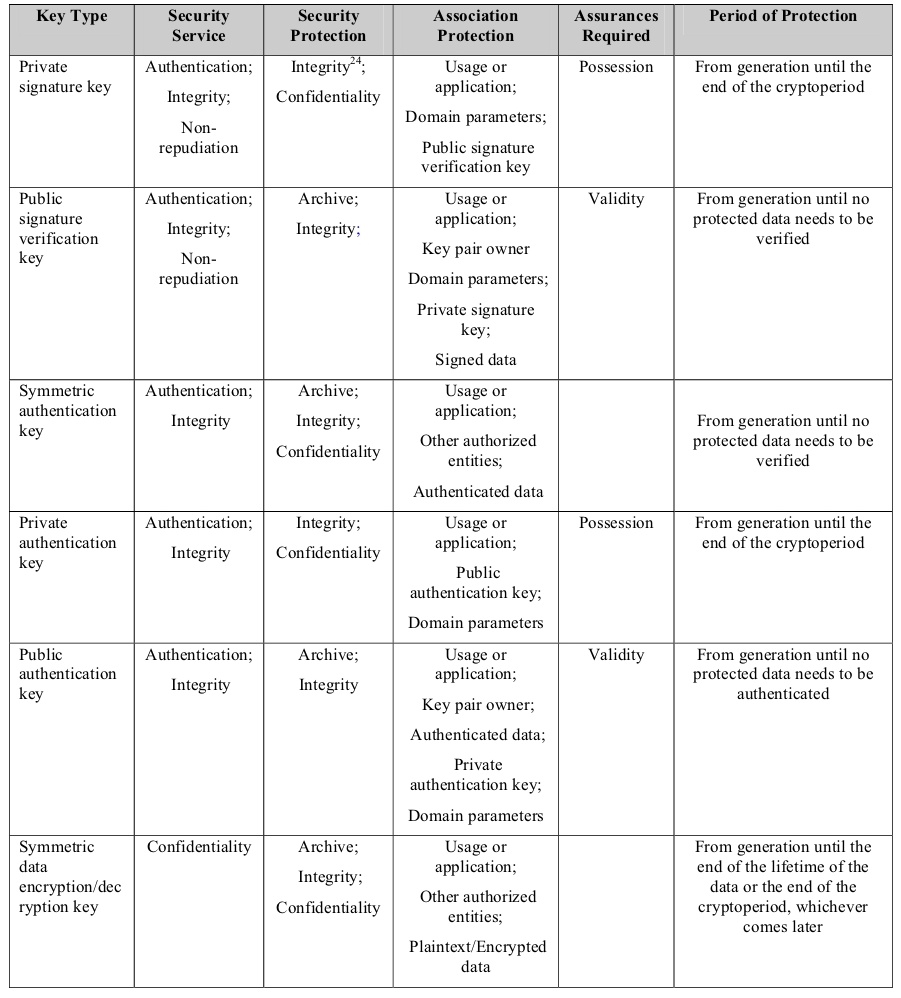 Key Type
Security
Service
Security
Protection
Association
Protection
Assurances
Required
Period of Protection
Private
signature key
Authentication;
Integrity;
Non-
repudiation
Integrity24;
Confidentiality
Usage or
application;
Domain parameters;
Public signature
verification key
Possession
From generation until the
end of the cryptoperiod
Public
signature
verification
key
Authentication;
Integrity;
Non-
repudiation
Archive;
Integrity;
Usage or
application;
Key pair owner
Domain parameters;
Private signature
key;
Signed data
Validity
From generation until no
protected data needs to be
verified
Symmetric
authentication
key
Authentication;
Integrity
Archive;
Integrity;
Confidentiality
Usage or
application;
Other authorized
entities;
Authenticated data
From generation until no
protected data needs to be
verified
Private
authentication
key
Authentication;
Integrity
Integrity;
Confidentiality
Usage or
application;
Public
authentication key;
Domain parameters
Possession
From generation until the
end of the cryptoperiod
Public
authentication
key
Authentication;
Integrity
Archive;
Integrity
Usage or
application;
Key pair owner;
Authenticated data;
Private
authentication key;
Domain parameters
Validity
From generation until no
protected data needs to be
authenticated
Symmetric
data
encryption/dec
ryption key
Confidentiality
Archive;
Integrity;
Confidentiality
Usage or
application;
Other authorized
entities;
Plaintext/Encrypted
data
From generation until the
end of the lifetime of the
data or the end of the
cryptoperiod, whichever
comes later